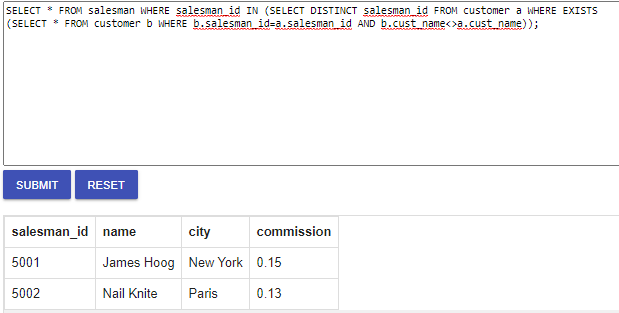 SELECT * FROM salesman WHERE salesman_id IN (SELECT DISTINCT salesman_id FROM customer a WHERE EXISTS
(SELECT * FROM customer b WHERE b.salesman_id=a.salesman_id AND b.cust_name<>a.cust_name));
SUBMIT RESET
salesman_id name city commission
5001 James Hoog New York 0.15
5002 Nail Knite Paris 0.13